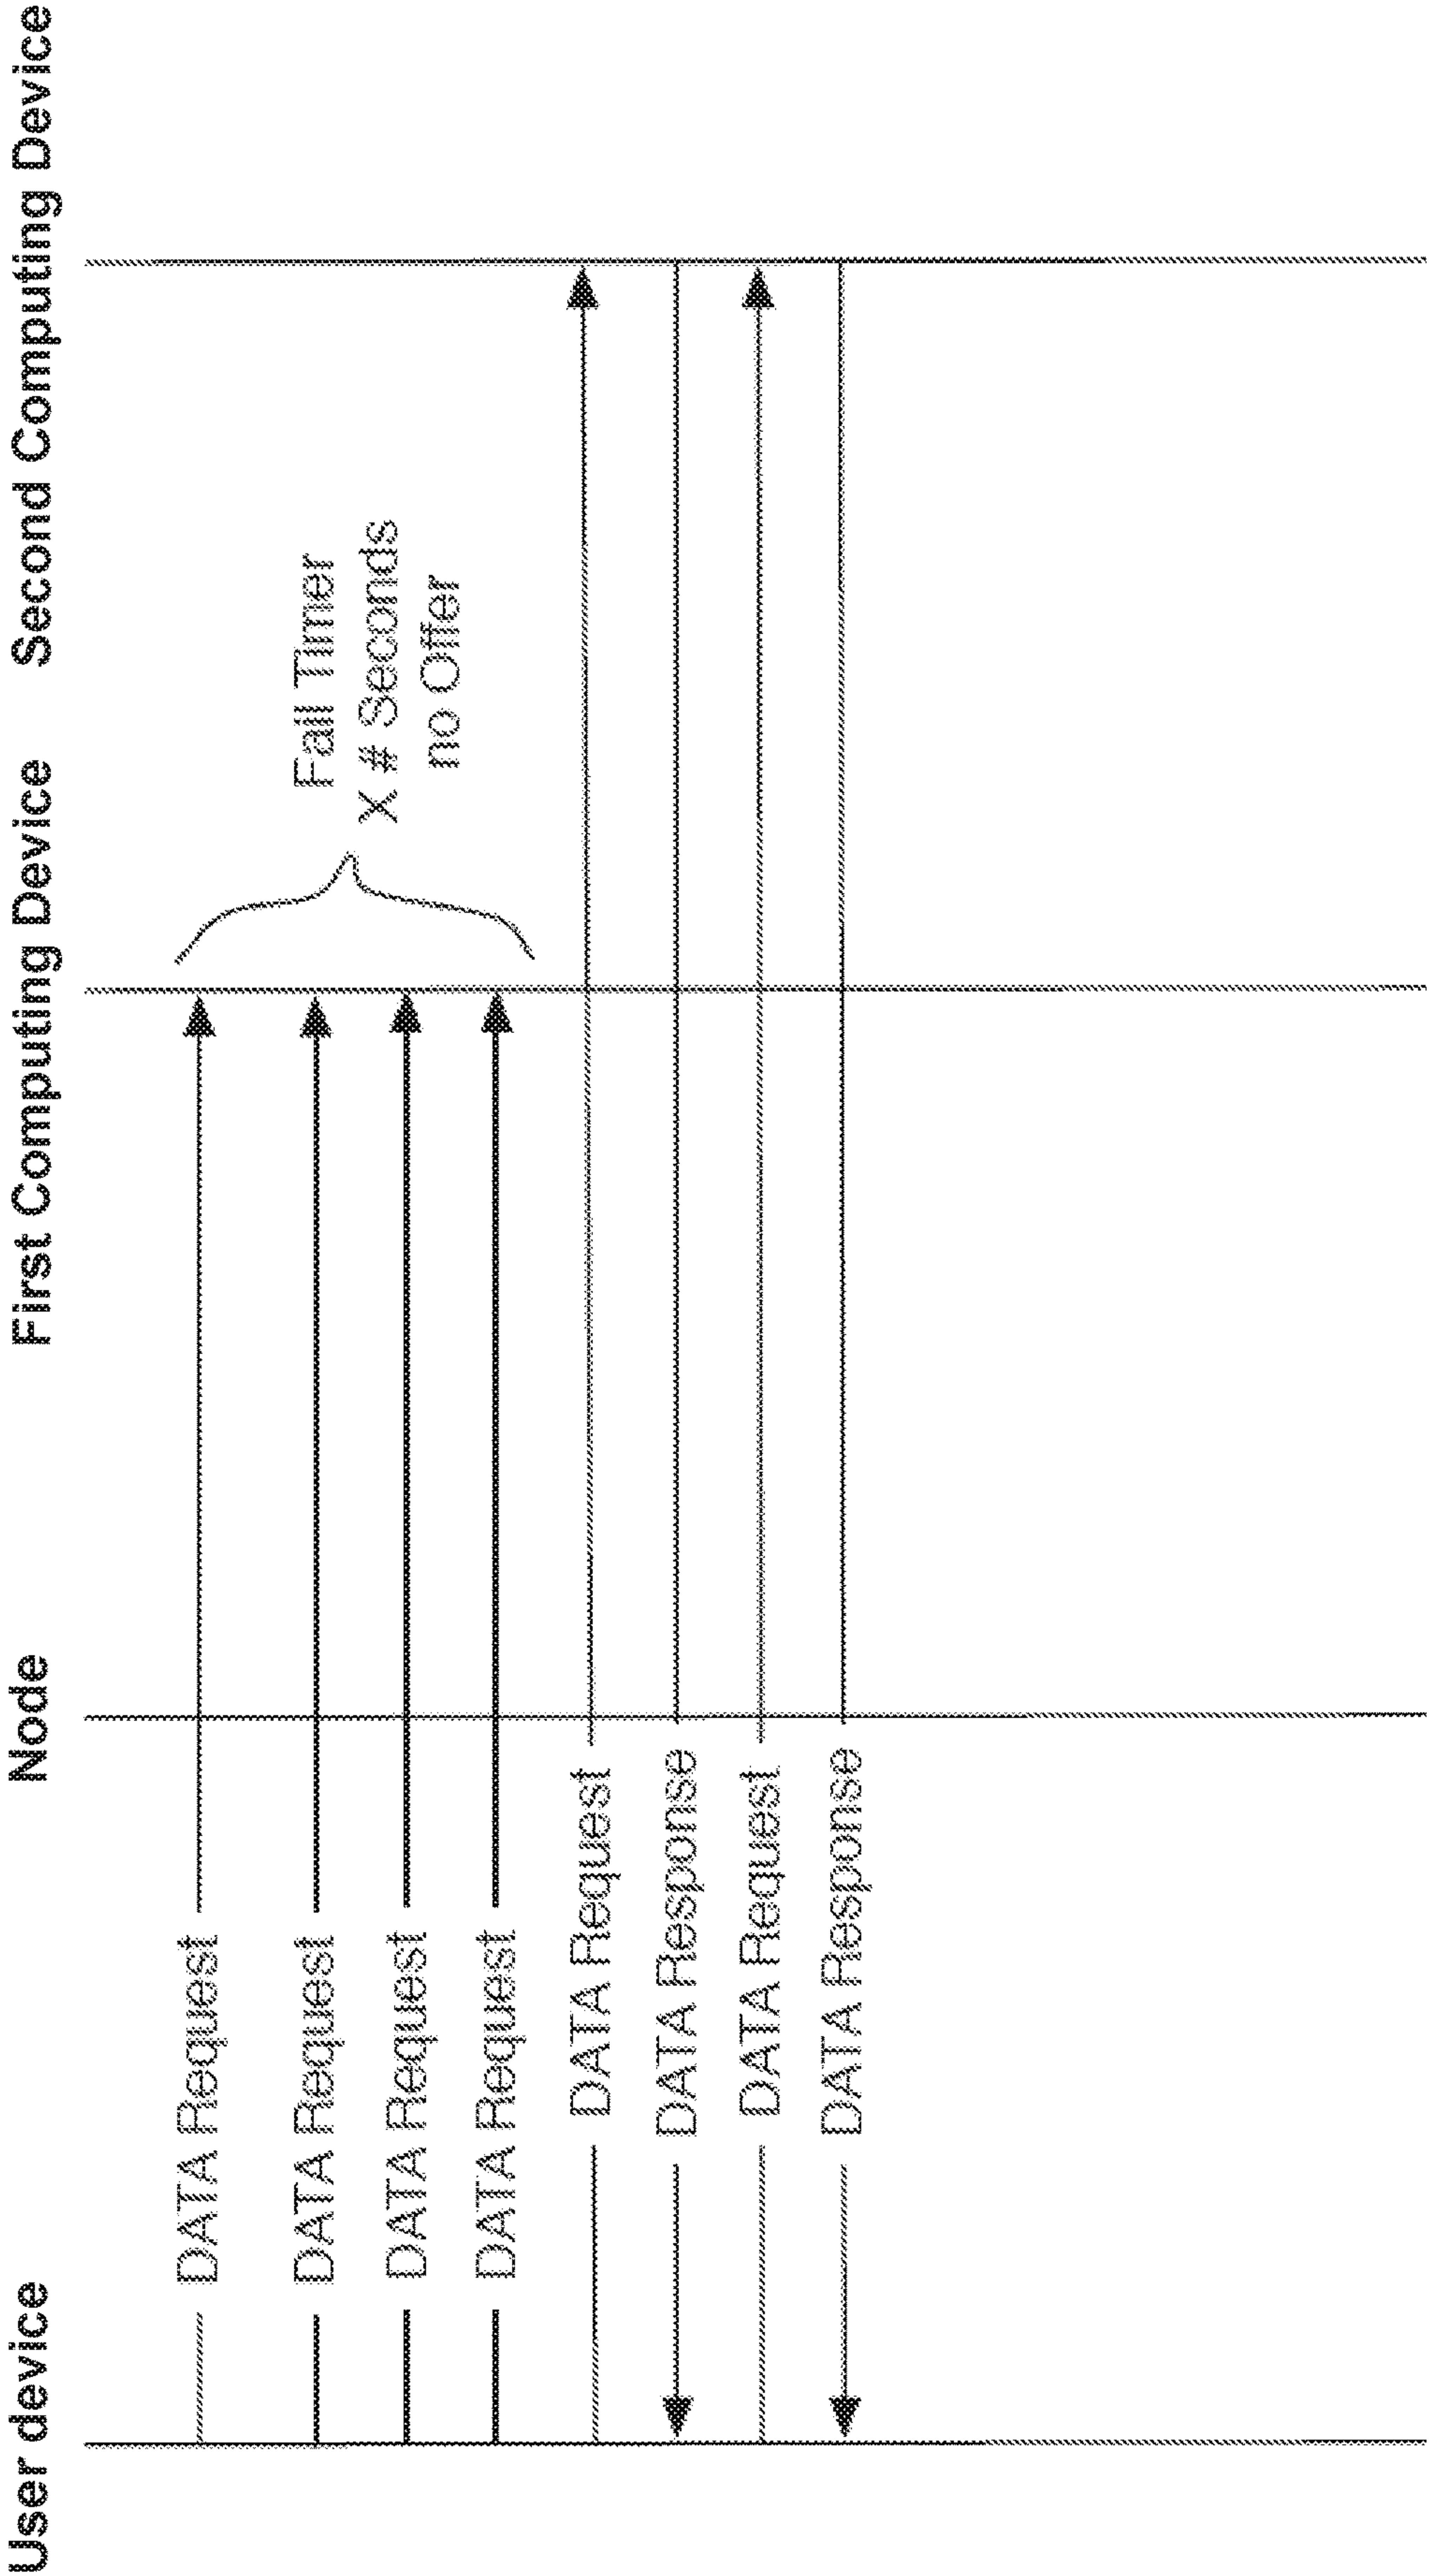 User device
Node
First Computing Device
Second Computing Device
DATA Request
DATA Request
DATA Request
DATA Request
Fail Timer
X # Seconds
no Offer
DATA Request
DATA Response
DATA Request
DATA Response